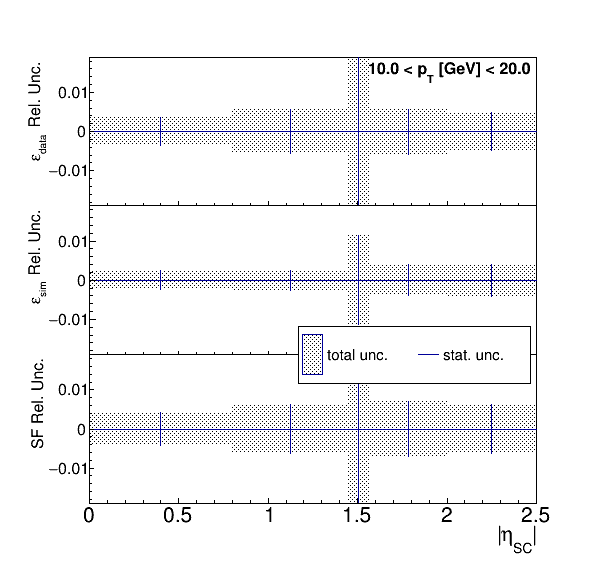 10.0 < p_T [GeV] < 20.0
ε_data Rel. Unc.
0.01
0
−0.01
ε_sim Rel. Unc.
0.01
0
−0.01
total unc. stat. unc.
SF Rel. Unc.
0.01
0
−0.01
0 0.5 1 1.5 2 2.5
|η_SC|